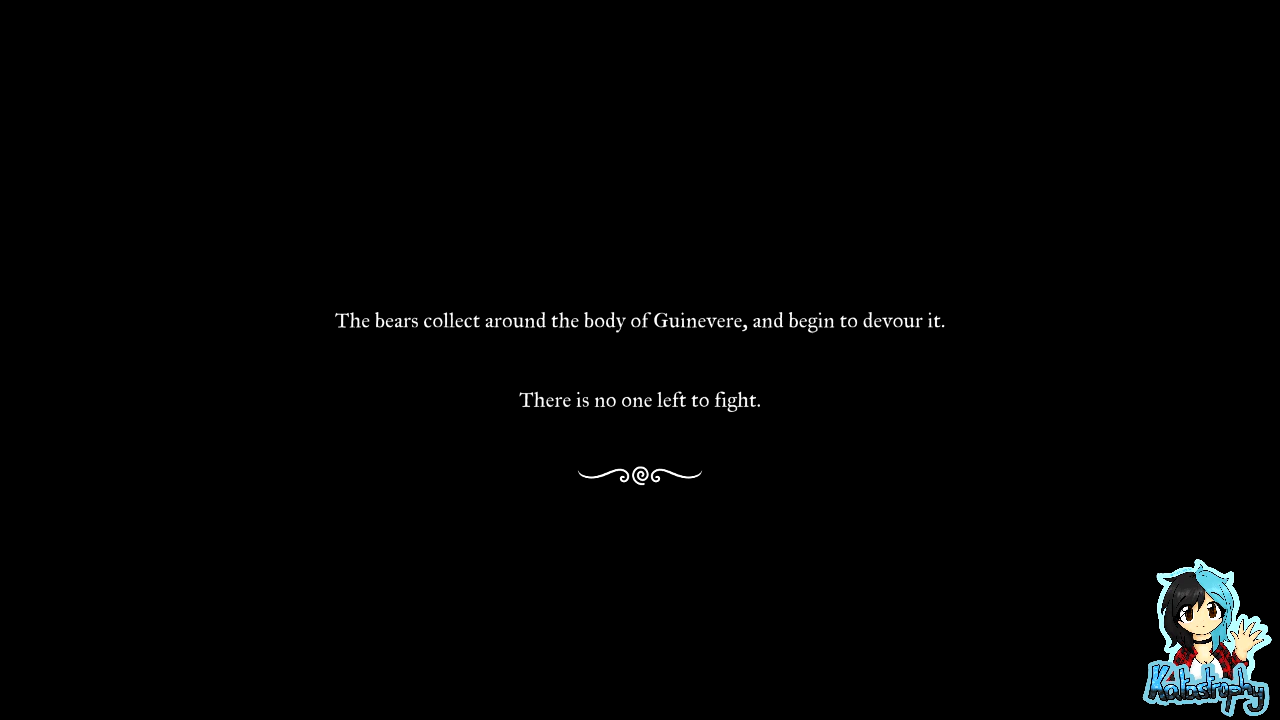 The bears collect around the body of Guinevere, and begin to devour it.
There is no one left to fight.
Katastrophy